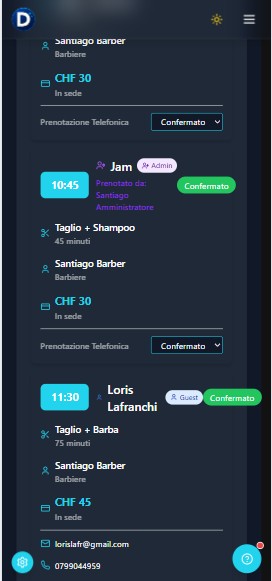 D
Santiago Barber
Barbiere
CHF 30
In sede
Prenotazione Telefonica Confermato
10:45 Jam Admin
Prenotato da:
Santiago
Amministratore
Confermato
Taglio + Shampoo
45 minuti
Santiago Barber
Barbiere
CHF 30
In sede
Prenotazione Telefonica Confermato
11:30 Loris
Lafranchi
Guest Confermato
Taglio + Barba
75 minuti
Santiago Barber
Barbiere
CHF 45
In sede
lorislafr@gmail.com
0799044959
?